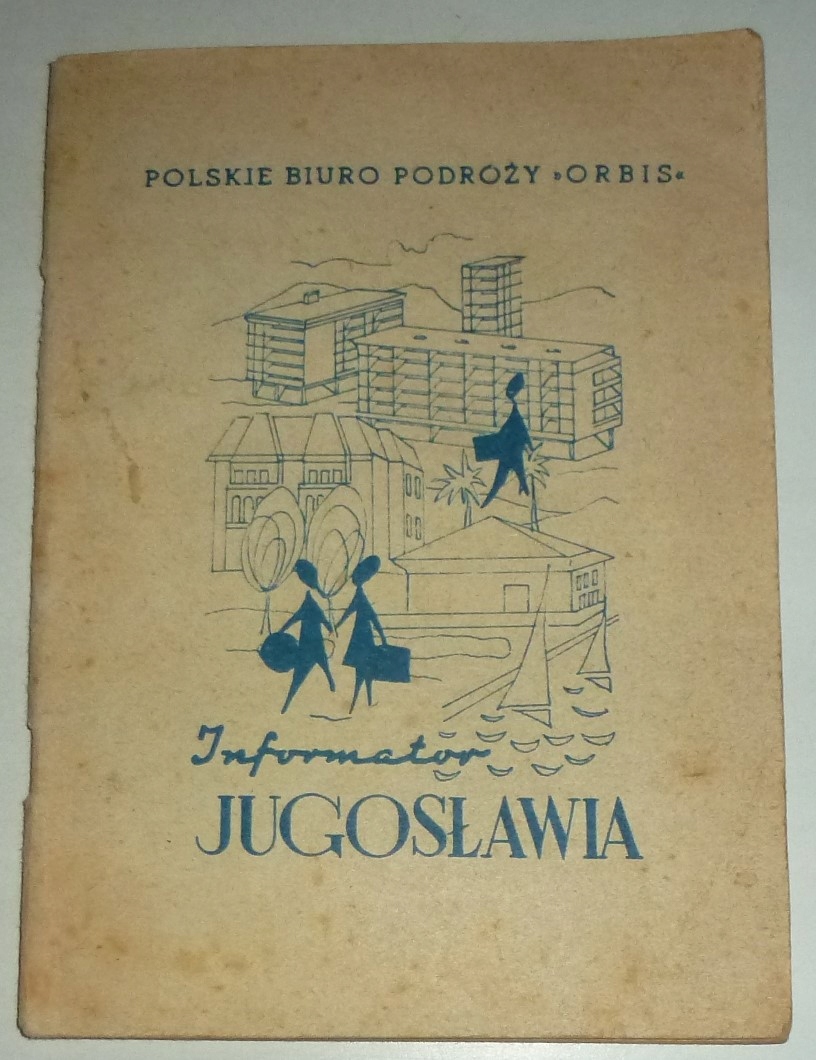 POLSKIE BIURO PODRÓŻY »ORBIS«
Informator
JUGOSŁAWIA